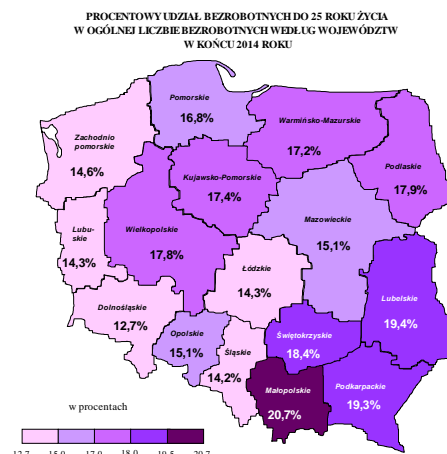 PROCENTOWY UDZIAŁ BEZROBOTNYCH DO 25 ROKU ŻYCIA
W OGÓLNEJ LICZBIE BEZROBOTNYCH WEDŁUG WOJEWÓDZTW
W KOŃCU 2014 ROKU
Pomorskie
16,8%
Warmińsko-Mazurskie
17,2%
Zachodnio
pomorskie
14,6%
Podlaskie
17,9%
Kujawsko-Pomorskie
17,4%
Mazowieckie
15,1%
Lubu-
skie
14,3%
Wielkopolskie
17,8%
Łódzkie
14,3%
Lubelskie
19,4%
Dolnośląskie
12,7%
Opolskie
15,1%
Śląskie
14,2%
Świętokrzyskie
18,4%
Małopolskie
20,7%
Podkarpackie
19,3%
w procentach